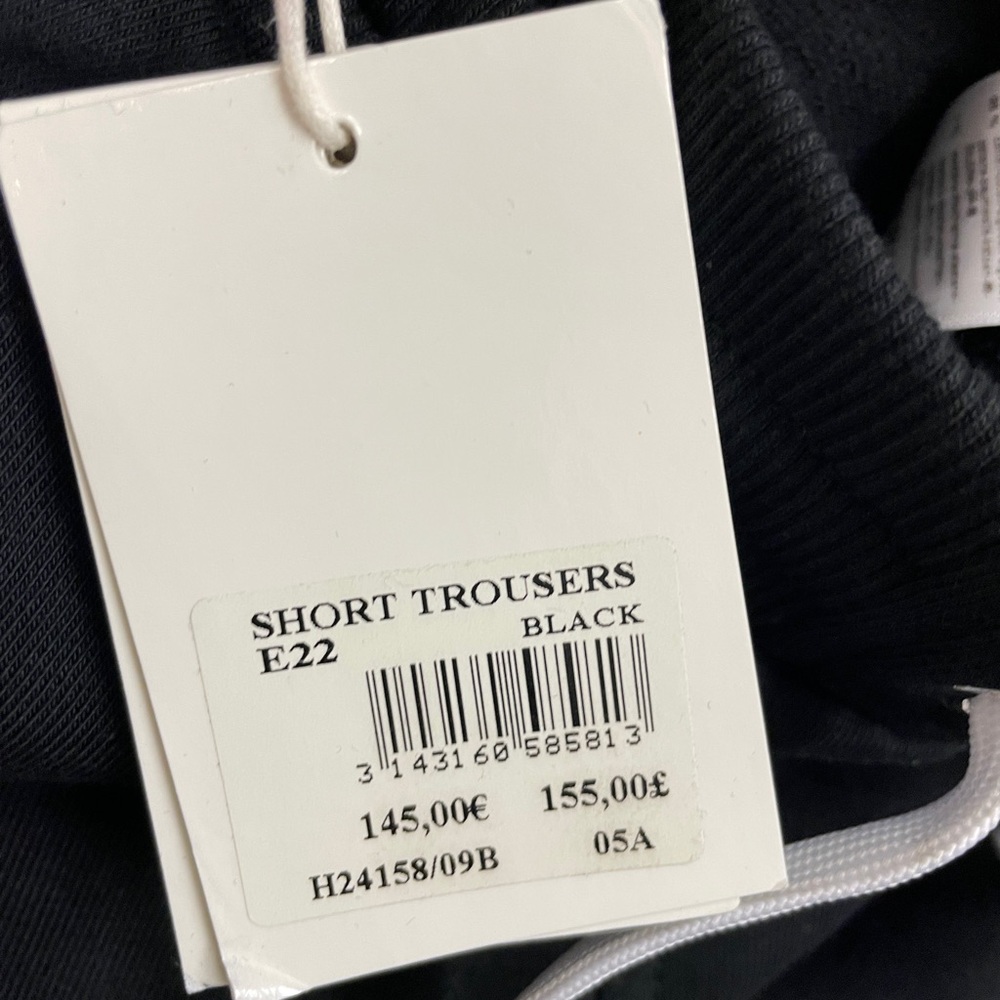 SHORT TROUSERS
E22 BLACK
3 143160 585813
145,00€ 155,00£
H24158/09B 05A